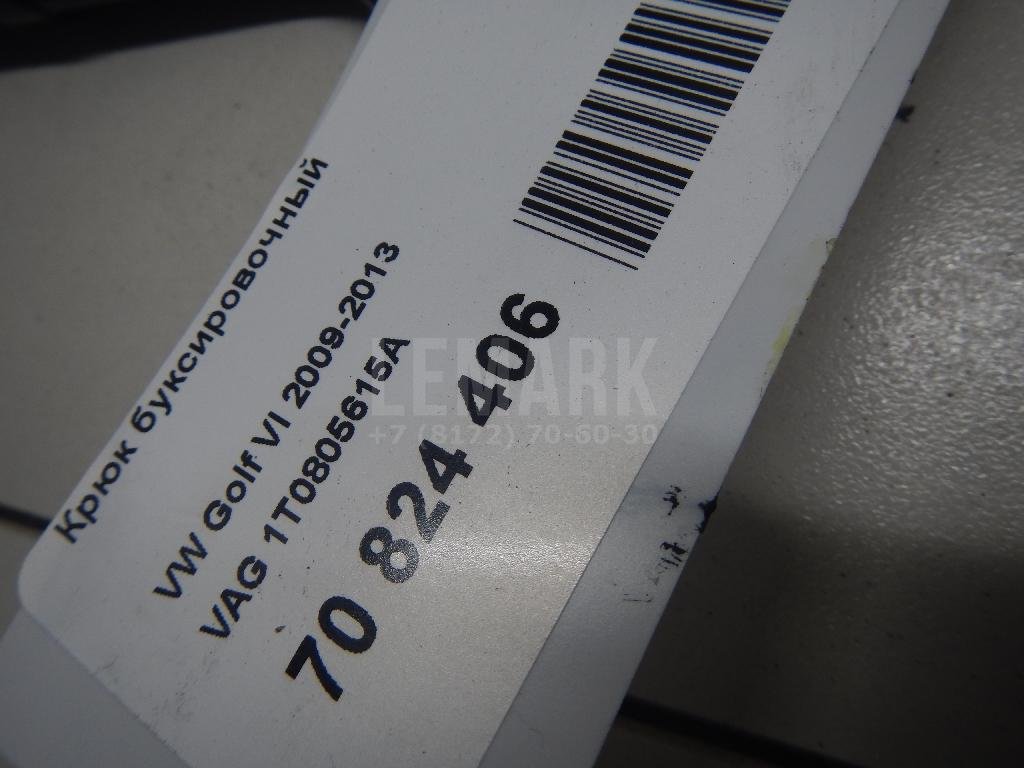 Крюк буксировочный
VW Golf VI 2009-2013
VAG 1T0805615A
70 824 406
LEMARK
+7 (8172) 70-60-30